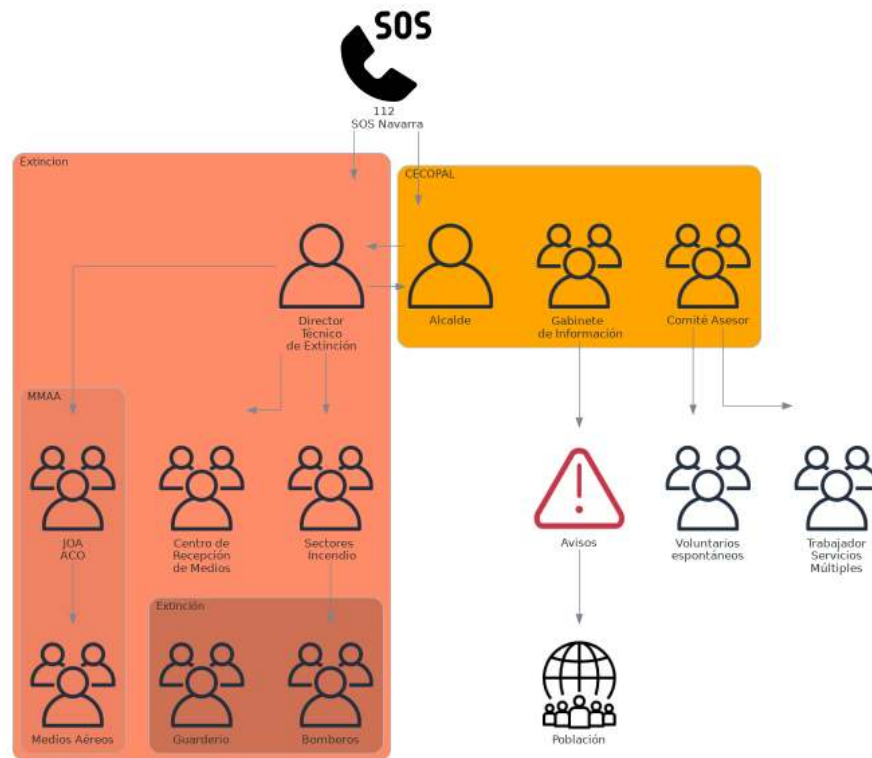 SOS
112
SOS Navarra
Extincion
CECOPAL
Director
Técnico
de Extinción
Alcalde
Gabinete
de Información
Comité Asesor
MMAA
JOA
ACO
Centro de
Recepción
de Medios
Sectores
Incendio
Avisos
Voluntarios
espontáneos
Trabajador
Servicios
Múltiples
Extinción
Medios Aéreos
Guarderio
Bomberos
Población